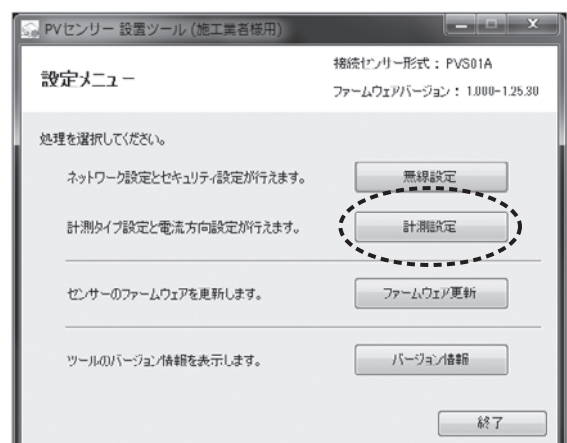 PVセンサー 設置ツール (施工業者様用)
設定メニュー
接続センサー形式： PVS01A
ファームウェアバージョン： 1.000-1.25.30
処理を選択してください。
ネットワーク設定とセキュリティ設定が行えます。
無線設定
計測タイプ設定と電流方向設定が行えます。
計測設定
センサーのファームウェアを更新します。
ファームウェア更新
ツールのバージョン情報を表示します。
バージョン情報
終了